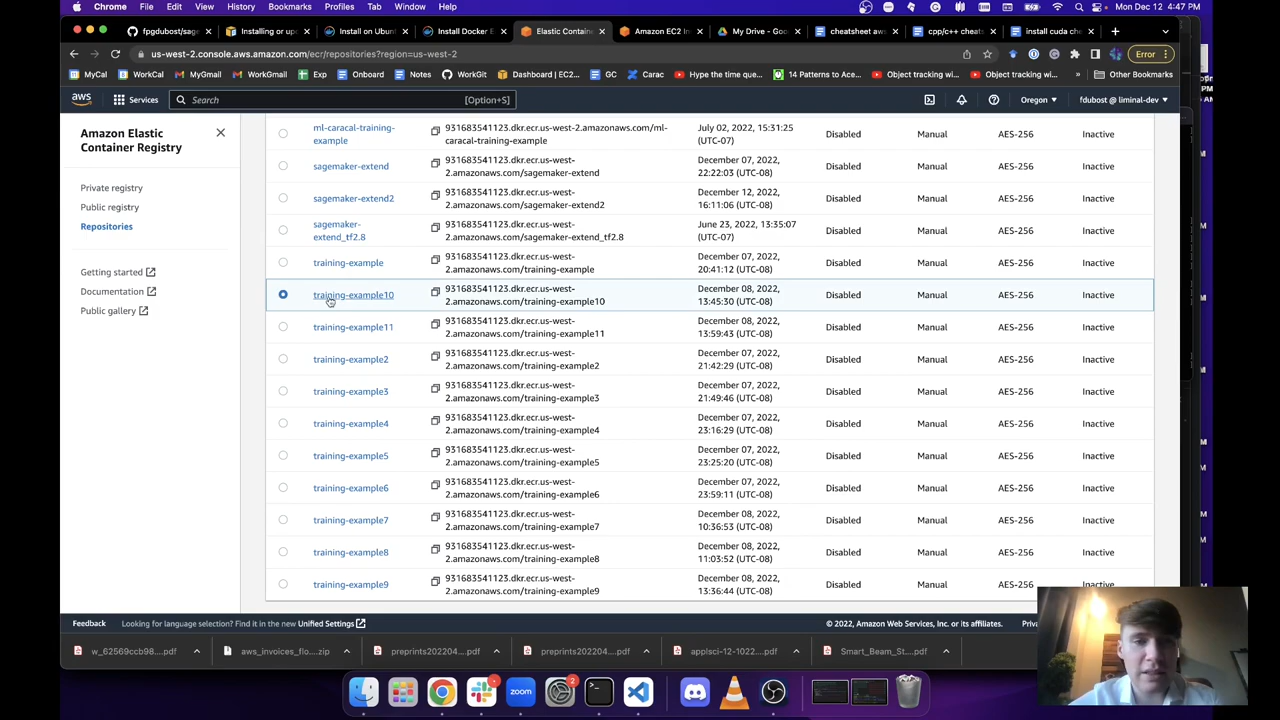 Chrome File Edit View History Bookmarks Profiles Tab Window Help Mon Dec 12 4:47 PM
fpgdubost/sage Installing or up Install on Ubunt Install Docker E Elastic Containe Amazon EC2 In My Drive - Goo cheatsheet aws cpp/c++ cheats install cuda che
us-west-2.console.aws.amazon.com/ecr/repositories?region=us-west-2 Error
MyCal WorkCal MyGmail WorkGmail Exp Onboard Notes WorkGit Dashboard | EC2... GC Carac Hype the time que... 14 Patterns to Ace... Object tracking wi... Object tracking wi... » Other Bookmarks
aws Services Search [Option+S] Oregon fdubost @ liminal-dev
Amazon Elastic
Container Registry
Private registry
Public registry
Repositories
Getting started
Documentation
Public gallery
ml-caracal-training-
example
931683541123.dkr.ecr.us-west-2.amazonaws.com/ml-
caracal-training-example
July 02, 2022, 15:31:25
(UTC-07)
Disabled Manual AES-256 Inactive
sagemaker-extend
931683541123.dkr.ecr.us-west-
2.amazonaws.com/sagemaker-extend
December 07, 2022,
22:22:03 (UTC-08)
Disabled Manual AES-256 Inactive
sagemaker-extend2
931683541123.dkr.ecr.us-west-
2.amazonaws.com/sagemaker-extend2
December 12, 2022,
16:11:06 (UTC-08)
Disabled Manual AES-256 Inactive
sagemaker-
extend_tf2.8
931683541123.dkr.ecr.us-west-
2.amazonaws.com/sagemaker-extend_tf2.8
June 23, 2022, 13:35:07
(UTC-07)
Disabled Manual AES-256 Inactive
training-example
931683541123.dkr.ecr.us-west-
2.amazonaws.com/training-example
December 07, 2022,
20:41:12 (UTC-08)
Disabled Manual AES-256 Inactive
training-example10
931683541123.dkr.ecr.us-west-
2.amazonaws.com/training-example10
December 08, 2022,
13:45:30 (UTC-08)
Disabled Manual AES-256 Inactive
training-example11
931683541123.dkr.ecr.us-west-
2.amazonaws.com/training-example11
December 08, 2022,
13:59:43 (UTC-08)
Disabled Manual AES-256 Inactive
training-example2
931683541123.dkr.ecr.us-west-
2.amazonaws.com/training-example2
December 07, 2022,
21:42:29 (UTC-08)
Disabled Manual AES-256 Inactive
training-example3
931683541123.dkr.ecr.us-west-
2.amazonaws.com/training-example3
December 07, 2022,
21:49:46 (UTC-08)
Disabled Manual AES-256 Inactive
training-example4
931683541123.dkr.ecr.us-west-
2.amazonaws.com/training-example4
December 07, 2022,
23:16:29 (UTC-08)
Disabled Manual AES-256 Inactive
training-example5
931683541123.dkr.ecr.us-west-
2.amazonaws.com/training-example5
December 07, 2022,
23:25:20 (UTC-08)
Disabled Manual AES-256 Inactive
training-example6
931683541123.dkr.ecr.us-west-
2.amazonaws.com/training-example6
December 07, 2022,
23:59:11 (UTC-08)
Disabled Manual AES-256 Inactive
training-example7
931683541123.dkr.ecr.us-west-
2.amazonaws.com/training-example7
December 08, 2022,
10:36:53 (UTC-08)
Disabled Manual AES-256 Inactive
training-example8
931683541123.dkr.ecr.us-west-
2.amazonaws.com/training-example8
December 08, 2022,
11:03:52 (UTC-08)
Disabled Manual AES-256 Inactive
training-example9
931683541123.dkr.ecr.us-west-
2.amazonaws.com/training-example9
December 08, 2022,
13:36:44 (UTC-08)
Disabled Manual AES-256 Inactive
Feedback Looking for language selection? Find it in the new Unified Settings © 2022, Amazon Web Services, Inc. or its affiliates.
w_62569ccb98....pdf aws_invoices_flo....zip preprints202204....pdf preprints202204....pdf applsci-12-1022....pdf Smart_Beam_St....pdf
zoom 2